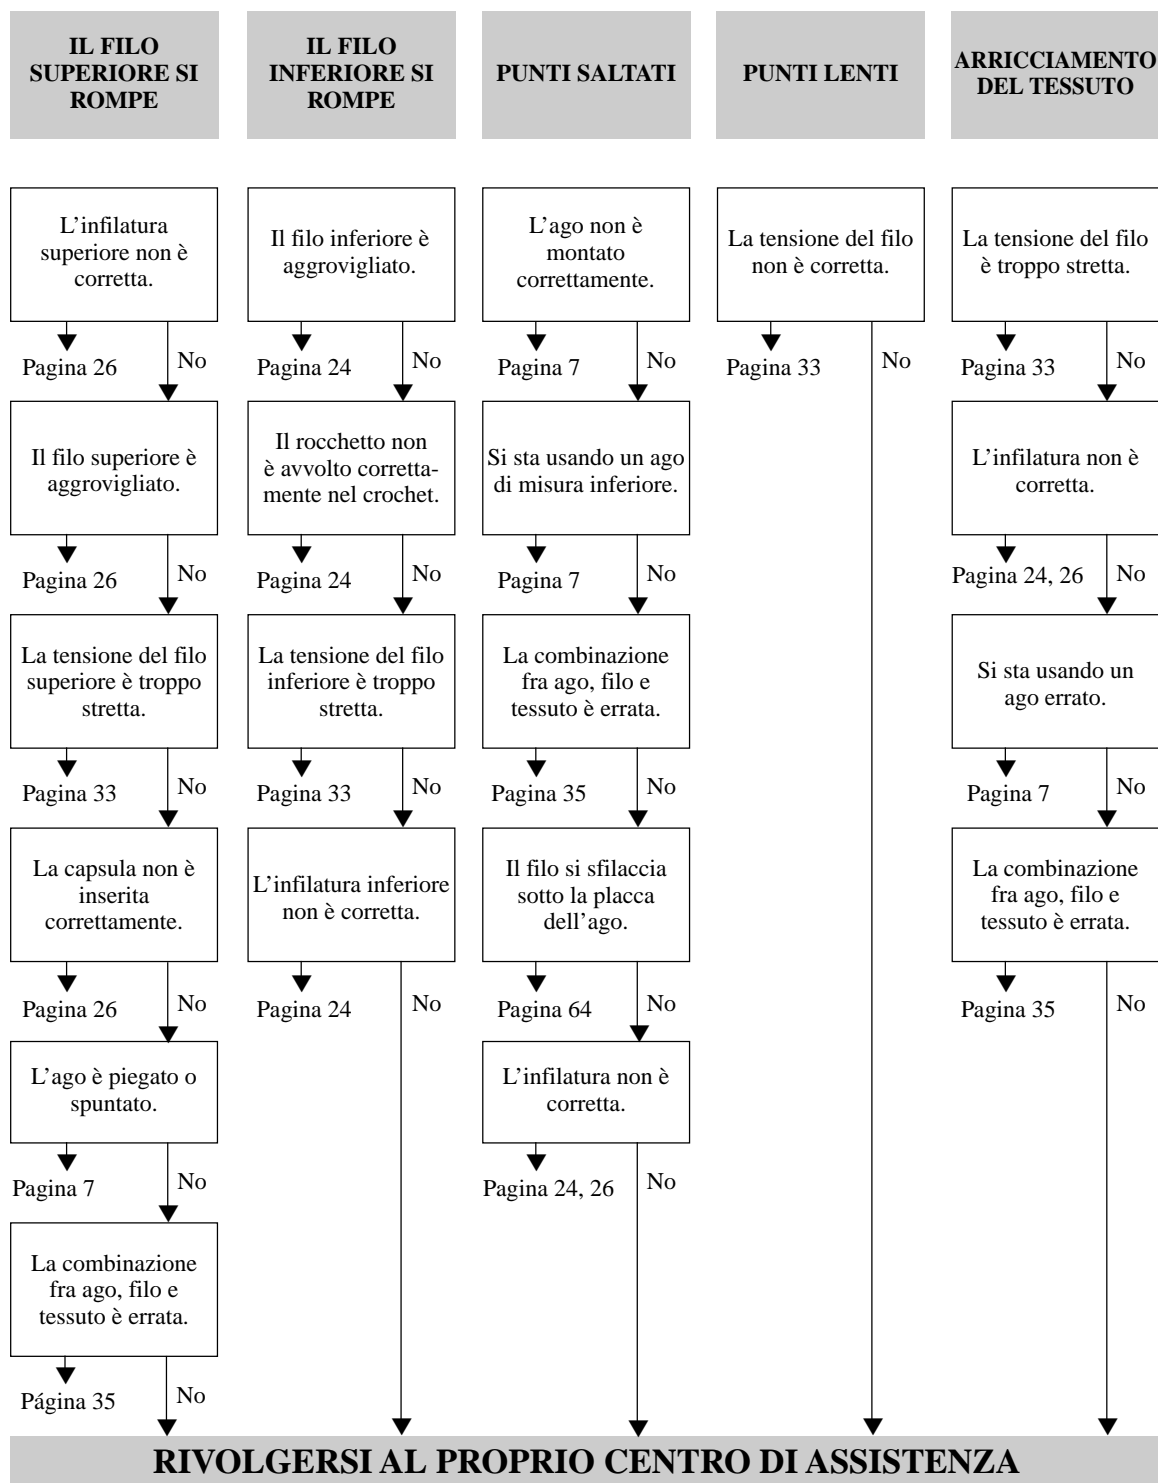 IL FILO
SUPERIORE SI
ROMPE
L'infilatura
superiore non è
corretta.
Pagina 26
No
Il filo superiore è
aggrovigliato.
Pagina 26
No
La tensione del filo
superiore è troppo
stretta.
Pagina 33
No
La capsula non è
inserita
correttamente.
Pagina 26
No
L'ago è piegato o
spuntato.
Pagina 7
No
La combinazione
fra ago, filo e
tessuto è errata.
Página 35
No
IL FILO
INFERIORE SI
ROMPE
Il filo inferiore è
aggrovigliato.
Pagina 24
No
Il rocchetto non
è avvolto corretta-
mente nel crochet.
Pagina 24
No
La tensione del filo
inferiore è troppo
stretta.
Pagina 33
No
L'infilatura inferiore
non è corretta.
Pagina 24
No
PUNTI SALTATI
L'ago non è
montato
correttamente.
Pagina 7
No
Si sta usando un ago
di misura inferiore.
Pagina 7
No
La combinazione
fra ago, filo e
tessuto è errata.
Pagina 35
No
Il filo si sfilaccia
sotto la placca
dell'ago.
Pagina 64
No
L'infilatura non è
corretta.
Pagina 24, 26
No
PUNTI LENTI
La tensione del filo
non è corretta.
Pagina 33
No
ARRICCIAMENTO
DEL TESSUTO
La tensione del filo
è troppo stretta.
Pagina 33
No
L'infilatura non è
corretta.
Pagina 24, 26
No
Si sta usando un
ago errato.
Pagina 7
No
La combinazione
fra ago, filo e
tessuto è errata.
Pagina 35
No
RIVOLGERSI AL PROPRIO CENTRO DI ASSISTENZA